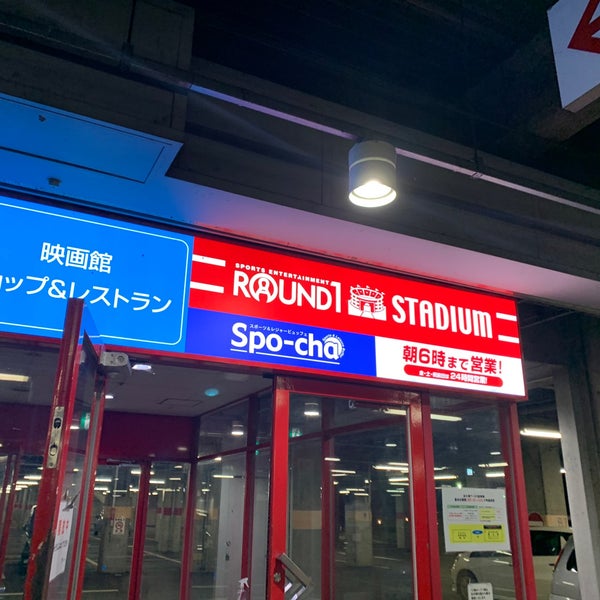 映画館
ップ&レストラン
SPORTS ENTERTAINMENT
ROUND1 STADIUM
スポーツ&レジャービュッフェ
Spo-cha
朝6時まで営業!
24時間営業!